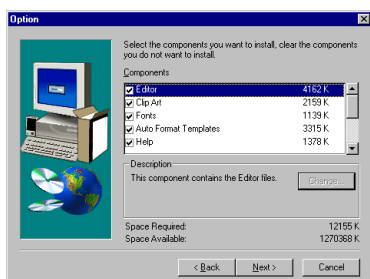 Option
Select the components you want to install, clear the components
you do not want to install.
Components
Editor 4162 K
Clip Art 2159 K
Fonts 1139 K
Auto Format Templates 3315 K
Help 1378 K
Description
This component contains the Editor files.
Change...
Space Required: 12155 K
Space Available: 1270368 K
< Back Next > Cancel